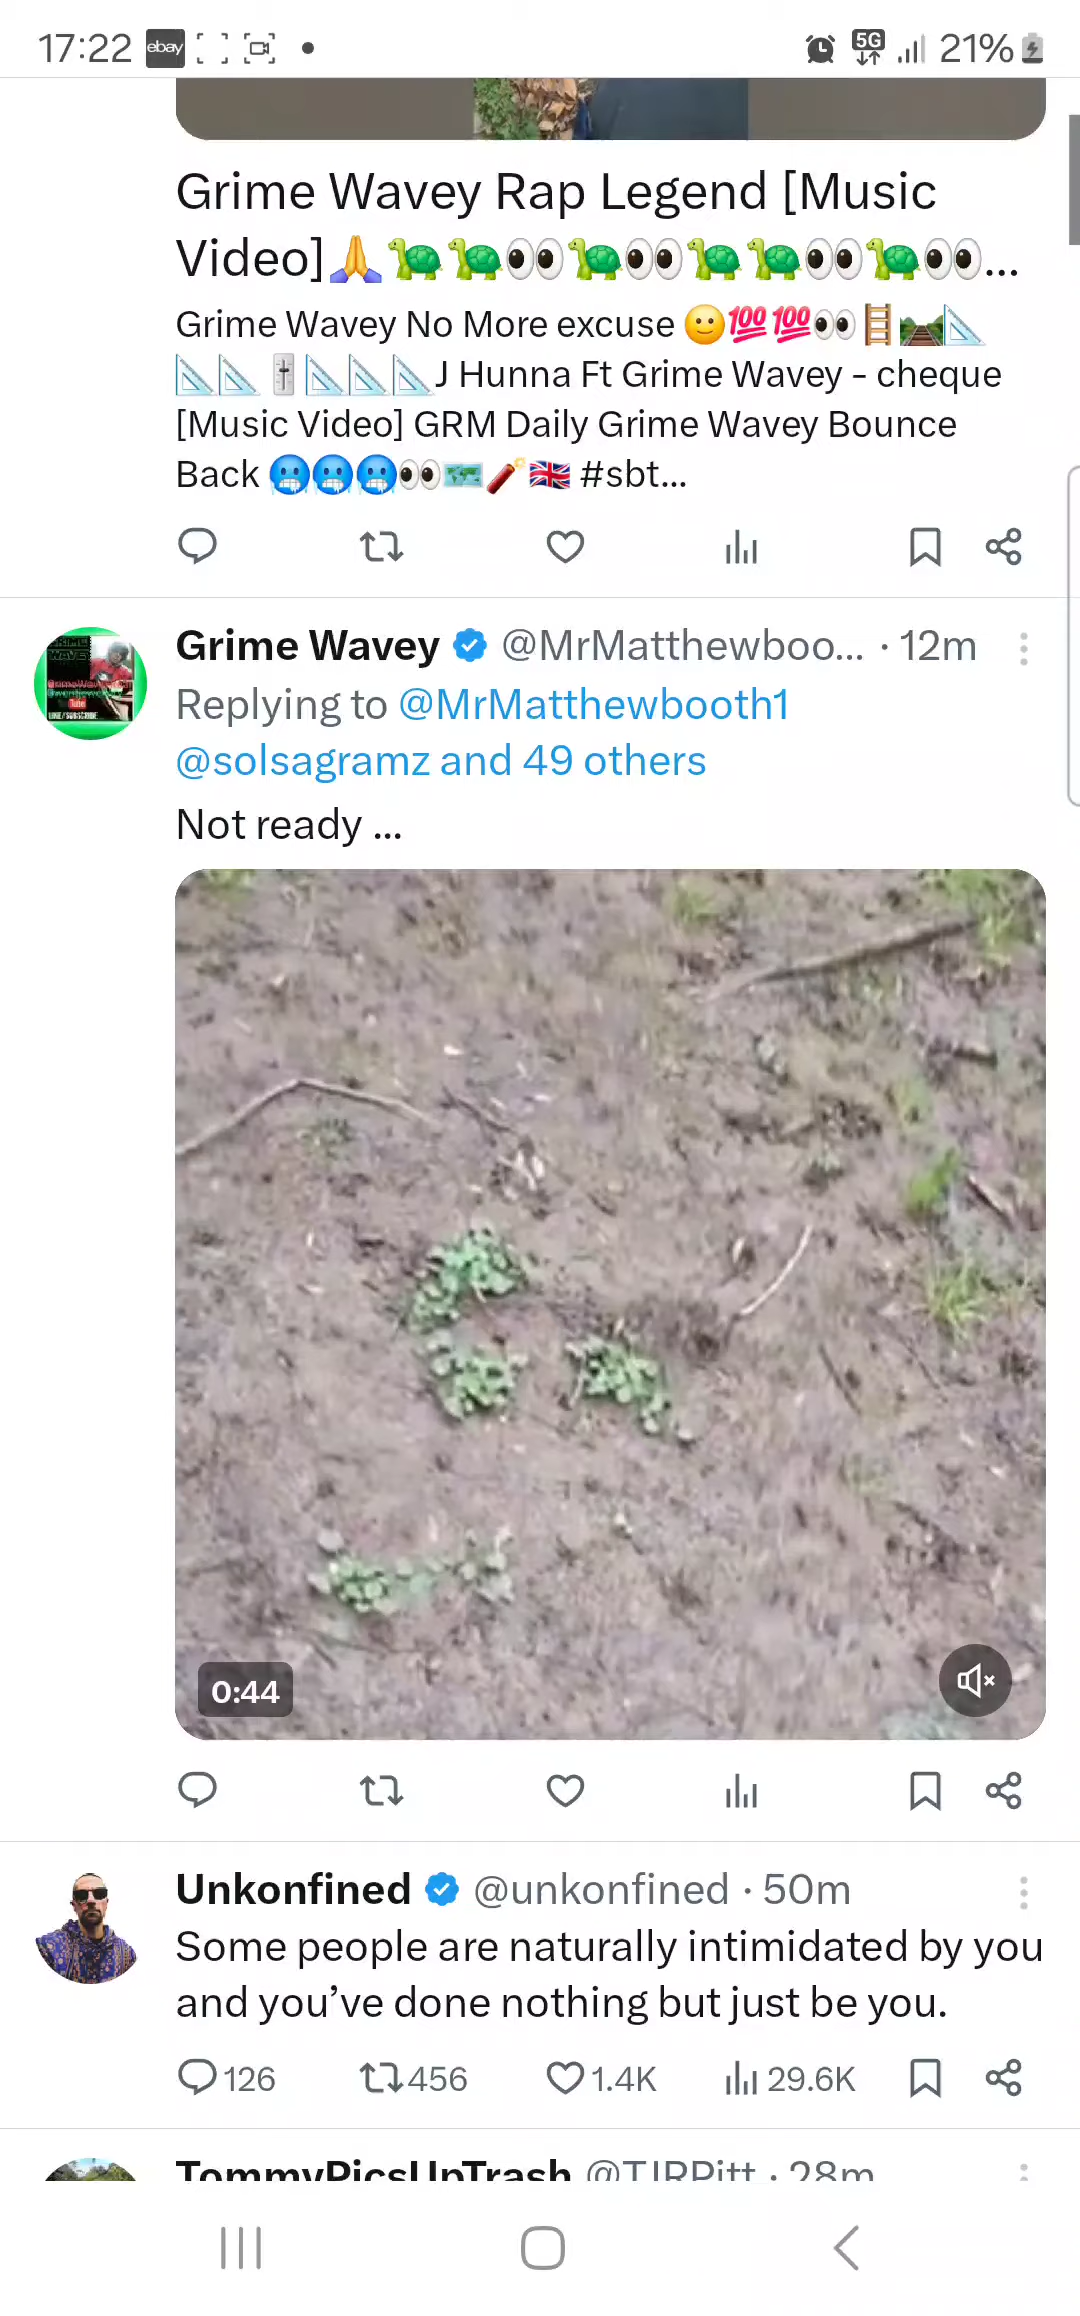 17:22 ebay 5G 21%
Grime Wavey Rap Legend [Music
Video]🙏🐢🐢👀🐢👀🐢🐢👀🐢👀...
Grime Wavey No More excuse 🙂💯💯👀🪜🛤️📐
📐📐🎚️📐📐📐J Hunna Ft Grime Wavey - cheque
[Music Video] GRM Daily Grime Wavey Bounce
Back 🥶🥶🥶👀🗺️🧨🇬🇧 #sbt...
Grime Wavey @MrMatthewboo... · 12m
Replying to @MrMatthewbooth1
@solsagramz and 49 others
Not ready ...
0:44
Unkonfined @unkonfined · 50m
Some people are naturally intimidated by you
and you’ve done nothing but just be you.
126 456 1.4K 29.6K
TommyPicsUpTrash @TJRPitt · 28m